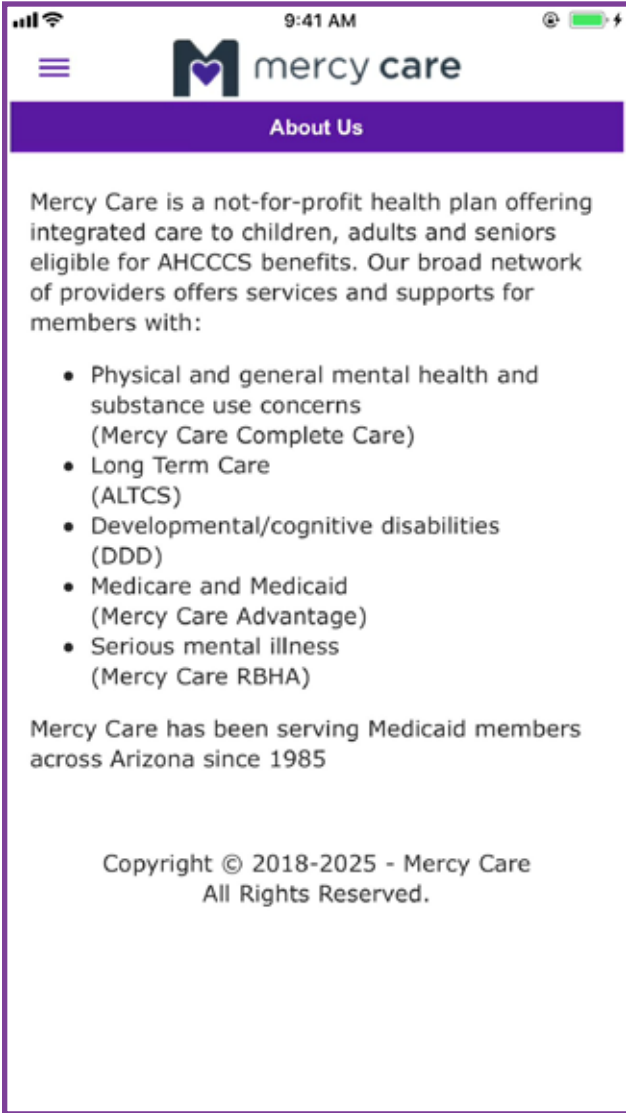 9:41 AM
mercy care
About Us
Mercy Care is a not-for-profit health plan offering
integrated care to children, adults and seniors
eligible for AHCCCS benefits. Our broad network
of providers offers services and supports for
members with:
• Physical and general mental health and
substance use concerns
(Mercy Care Complete Care)
• Long Term Care
(ALTCS)
• Developmental/cognitive disabilities
(DDD)
• Medicare and Medicaid
(Mercy Care Advantage)
• Serious mental illness
(Mercy Care RBHA)
Mercy Care has been serving Medicaid members
across Arizona since 1985
Copyright © 2018-2025 - Mercy Care
All Rights Reserved.